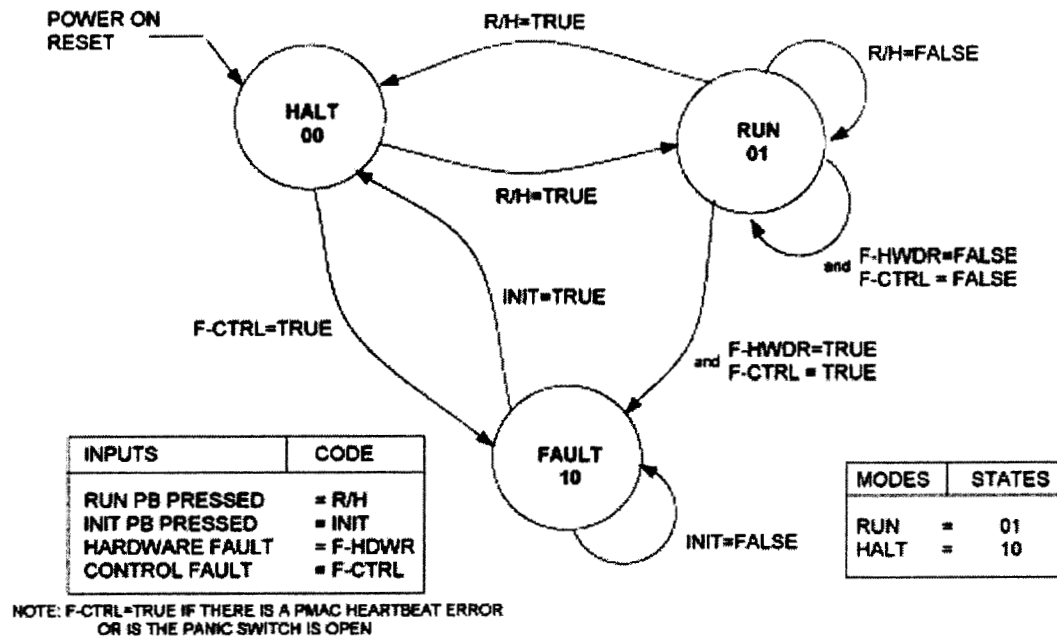 POWER ON
RESET
R/H=TRUE
R/H=FALSE
HALT
00
RUN
01
R/H=TRUE
and F-HWDR=FALSE
F-CTRL = FALSE
INIT=TRUE
F-CTRL=TRUE
and F-HWDR=TRUE
F-CTRL = TRUE
FAULT
10
INIT=FALSE
INPUTS CODE
RUN PB PRESSED = R/H
INIT PB PRESSED = INIT
HARDWARE FAULT = F-HDWR
CONTROL FAULT = F-CTRL
MODES STATES
RUN = 01
HALT = 10
NOTE: F-CTRL=TRUE IF THERE IS A PMAC HEARTBEAT ERROR
OR IS THE PANIC SWITCH IS OPEN